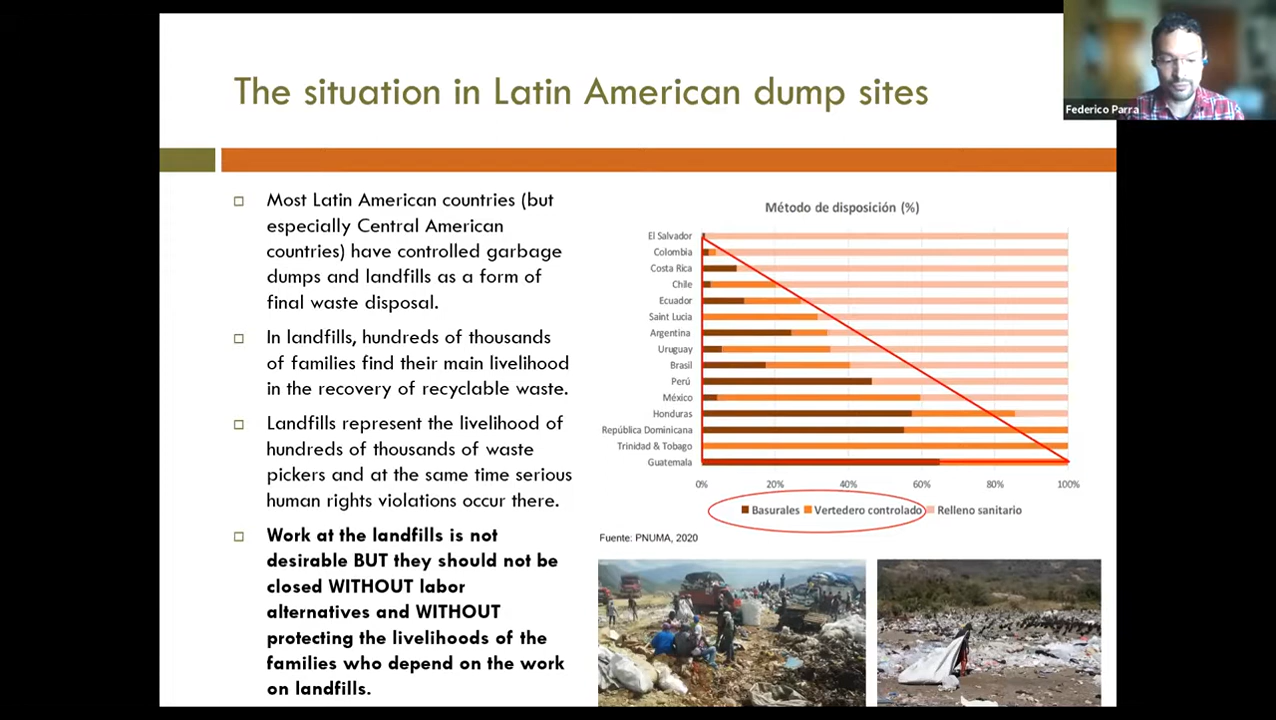 The situation in Latin American dump sites
Federico Parra
Most Latin American countries (but
especially Central American
countries) have controlled garbage
dumps and landfills as a form of
final waste disposal.
In landfills, hundreds of thousands
of families find their main livelihood
in the recovery of recyclable waste.
Landfills represent the livelihood of
hundreds of thousands of waste
pickers and at the same time serious
human rights violations occur there.
Work at the landfills is not
desirable BUT they should not be
closed WITHOUT labor
alternatives and WITHOUT
protecting the livelihoods of the
families who depend on the work
on landfills.
Método de disposición (%)
El Salvador
Colombia
Costa Rica
Chile
Ecuador
Saint Lucia
Argentina
Uruguay
Brasil
Perú
México
Honduras
República Dominicana
Trinidad & Tobago
Guatemala
0% 20% 40% 60% 80% 100%
Basurales Vertedero controlado Relleno sanitario
Fuente: PNUMA, 2020